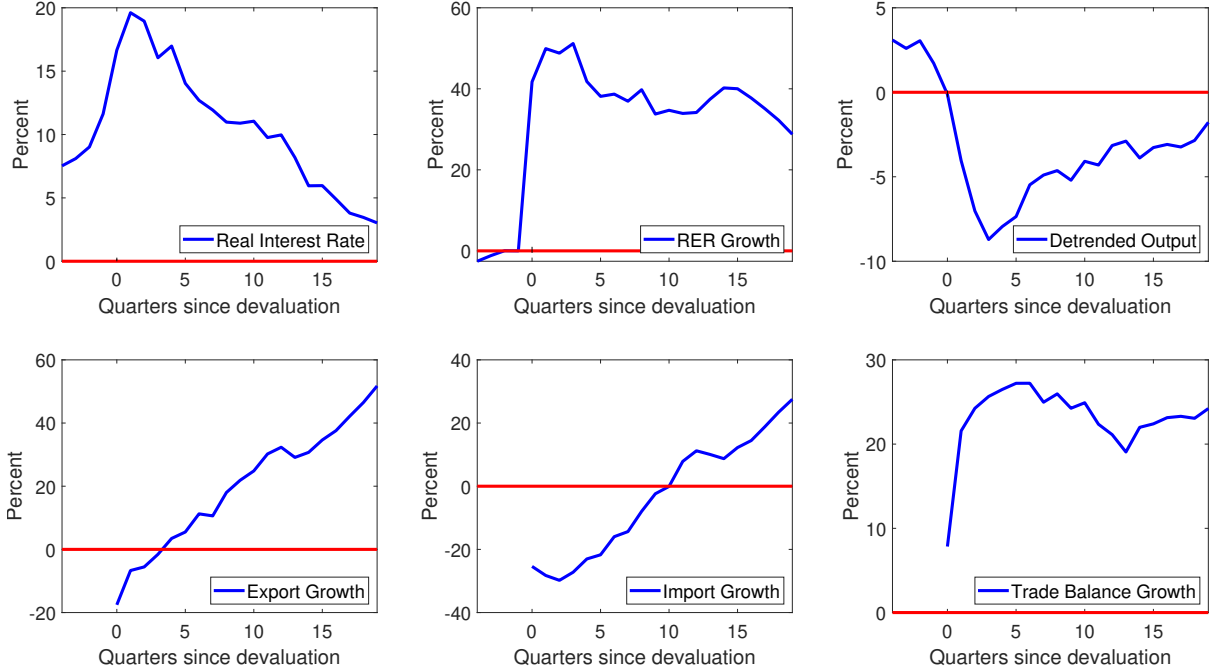 20
15
10
5
0
Percent
0 5 10 15
Quarters since devaluation
Real Interest Rate
60
40
20
0
Percent
0 5 10 15
Quarters since devaluation
RER Growth
5
0
-5
-10
Percent
0 5 10 15
Quarters since devaluation
Detrended Output
60
40
20
0
-20
Percent
0 5 10 15
Quarters since devaluation
Export Growth
40
20
0
-20
-40
Percent
0 5 10 15
Quarters since devaluation
Import Growth
30
20
10
0
Percent
0 5 10 15
Quarters since devaluation
Trade Balance Growth